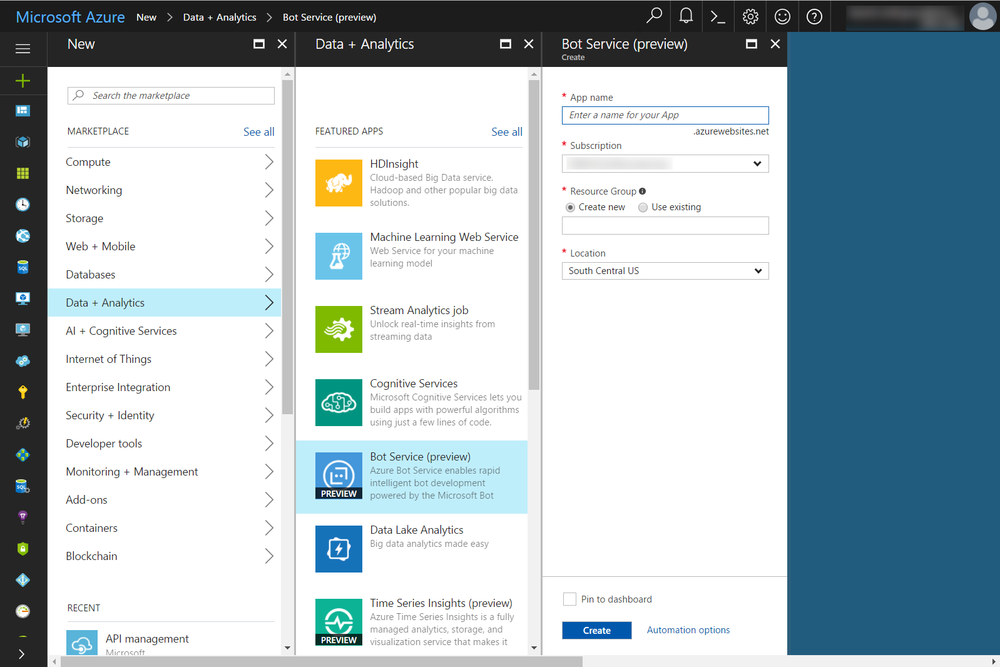 Microsoft Azure New > Data + Analytics > Bot Service (preview)
New
Search the marketplace
MARKETPLACE See all
Compute
Networking
Storage
Web + Mobile
Databases
Data + Analytics
AI + Cognitive Services
Internet of Things
Enterprise Integration
Security + Identity
Developer tools
Monitoring + Management
Add-ons
Containers
Blockchain
RECENT
API management
Microsoft
Data + Analytics
FEATURED APPS See all
HDInsight
Cloud-based Big Data service.
Hadoop and other popular big data
solutions.
Machine Learning Web Service
Web Service for your machine
learning model
Stream Analytics job
Unlock real-time insights from
streaming data
Cognitive Services
Microsoft Cognitive Services lets you
build apps with powerful algorithms
using just a few lines of code.
Bot Service (preview)
Azure Bot Service enables rapid
intelligent bot development
powered by the Microsoft Bot
PREVIEW
Data Lake Analytics
Big data analytics made easy
Time Series Insights (preview)
Azure Time Series Insights is a fully
managed analytics, storage, and
visualization service that makes it
PREVIEW
Bot Service (preview)
Create
* App name
Enter a name for your App
.azurewebsites.net
* Subscription
* Resource Group
Create new Use existing
* Location
South Central US
Pin to dashboard
Create Automation options